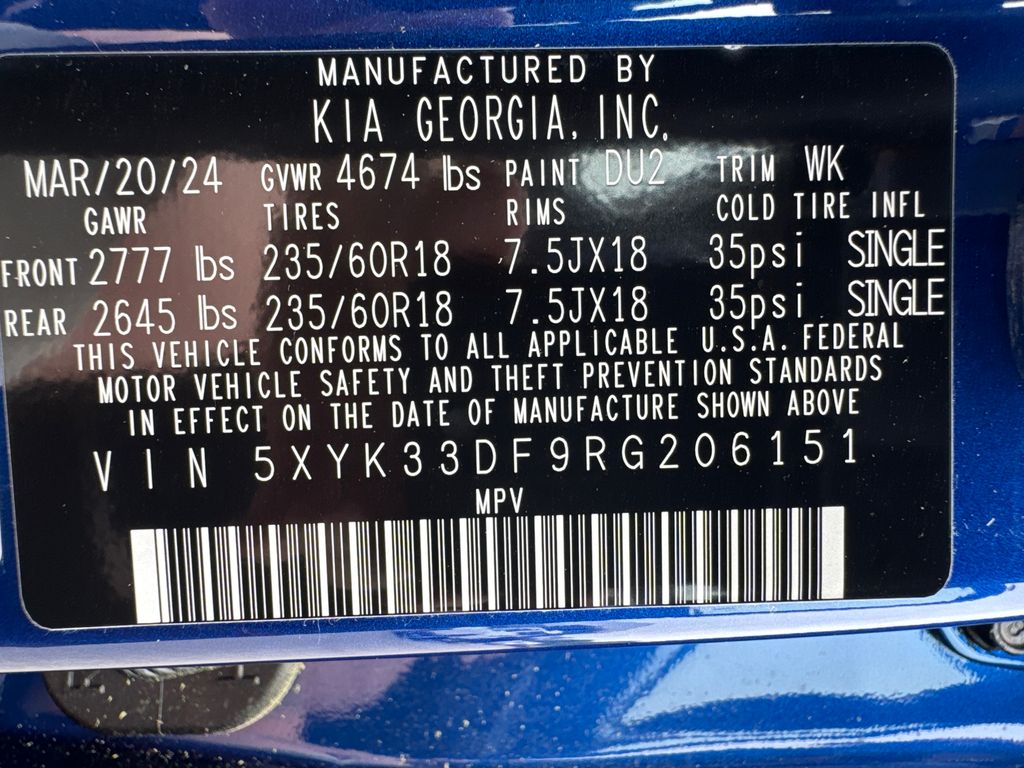 MANUFACTURED BY
KIA GEORGIA, INC.
MAR/20/24 GVWR 4674 lbs PAINT DU2 TRIM WK
GAWR TIRES RIMS COLD TIRE INFL
FRONT 2777 lbs 235/60R18 7.5JX18 35psi SINGLE
REAR 2645 lbs 235/60R18 7.5JX18 35psi SINGLE
THIS VEHICLE CONFORMS TO ALL APPLICABLE U.S.A. FEDERAL
MOTOR VEHICLE SAFETY AND THEFT PREVENTION STANDARDS
IN EFFECT ON THE DATE OF MANUFACTURE SHOWN ABOVE
VIN 5XYK33DF9RG206151
MPV